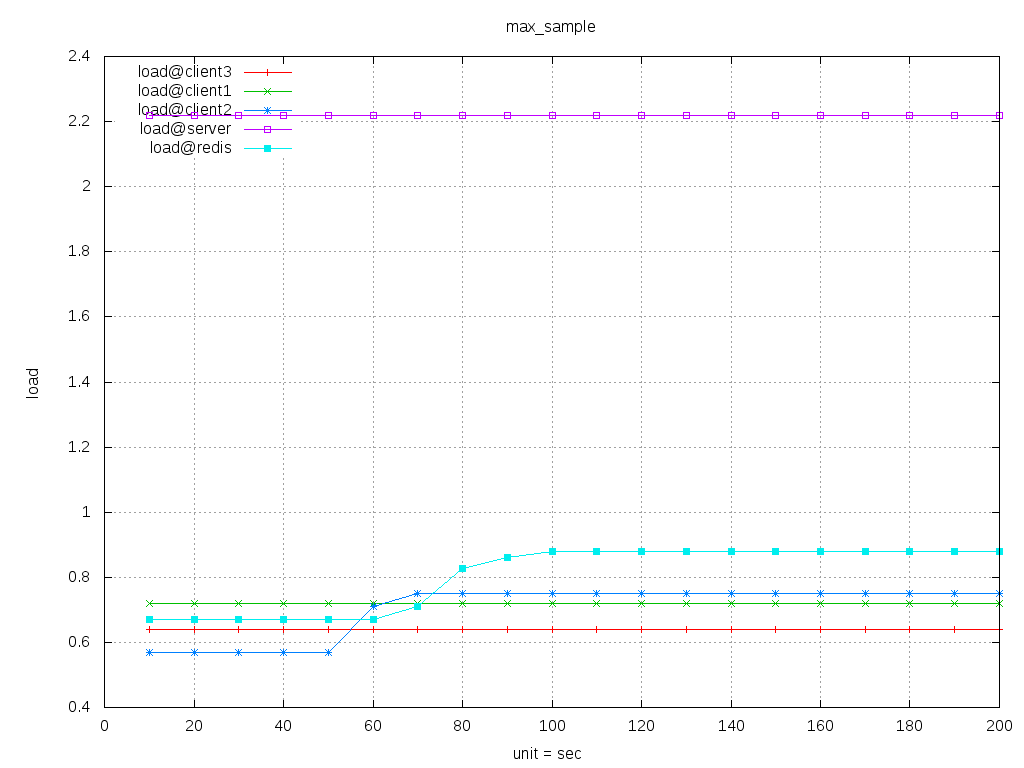 max_sample
2.4
2.2
2
1.8
1.6
1.4
1.2
1
0.8
0.6
0.4
load
load@client3
load@client1
load@client2
load@server
load@redis
0 20 40 60 80 100 120 140 160 180 200
unit = sec